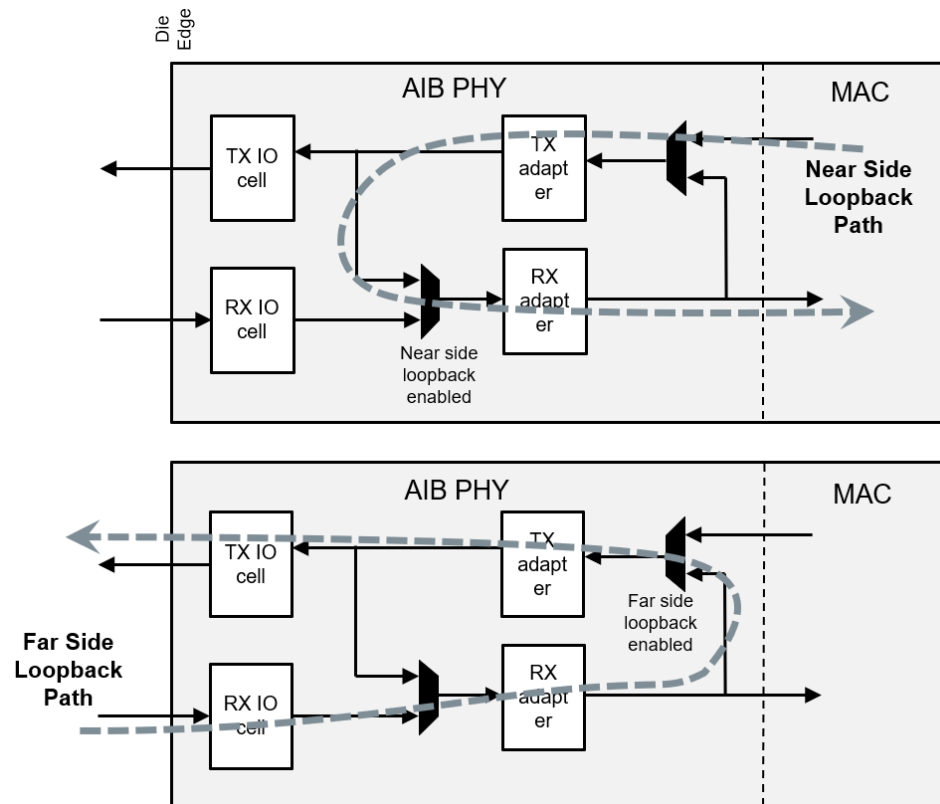 Die
Edge
AIB PHY
MAC
TX IO
cell
TX
adapt
er
Near Side
Loopback
Path
RX IO
cell
RX
adapt
er
Near side
loopback
enabled
AIB PHY
MAC
TX IO
cell
TX
adapt
er
Far side
loopback
enabled
Far Side
Loopback
Path
RX IO
cell
RX
adapt
er